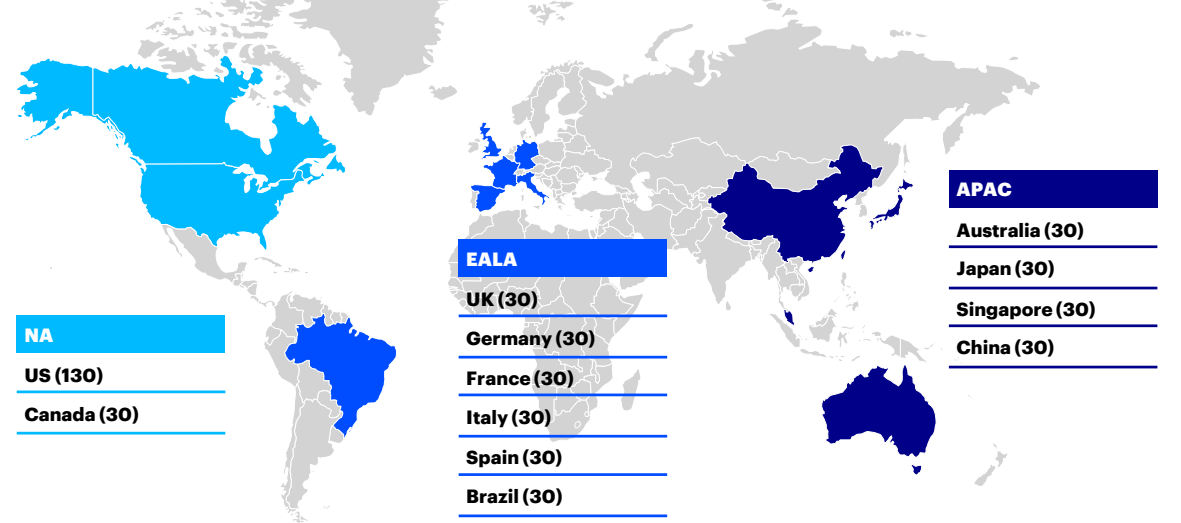 NA
US (130)
Canada (30)
EALA
UK (30)
Germany (30)
France (30)
Italy (30)
Spain (30)
Brazil (30)
APAC
Australia (30)
Japan (30)
Singapore (30)
China (30)